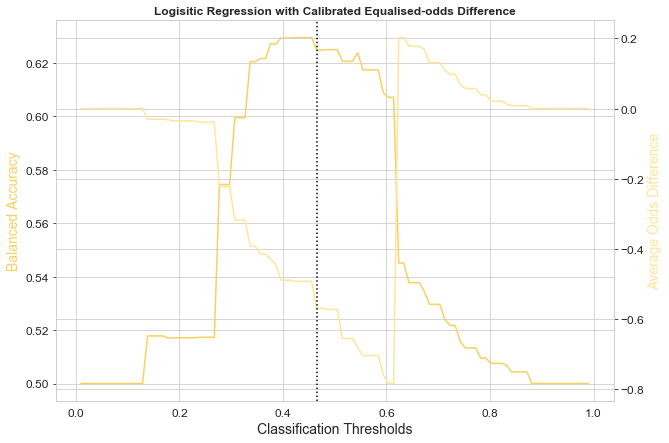 Logisitic Regression with Calibrated Equalised-odds Difference
Balanced Accuracy
0.62
0.60
0.58
0.56
0.54
0.52
0.50
0.2
0.0
−0.2
−0.4
−0.6
−0.8
Average Odds Difference
0.0 0.2 0.4 0.6 0.8 1.0
Classification Thresholds